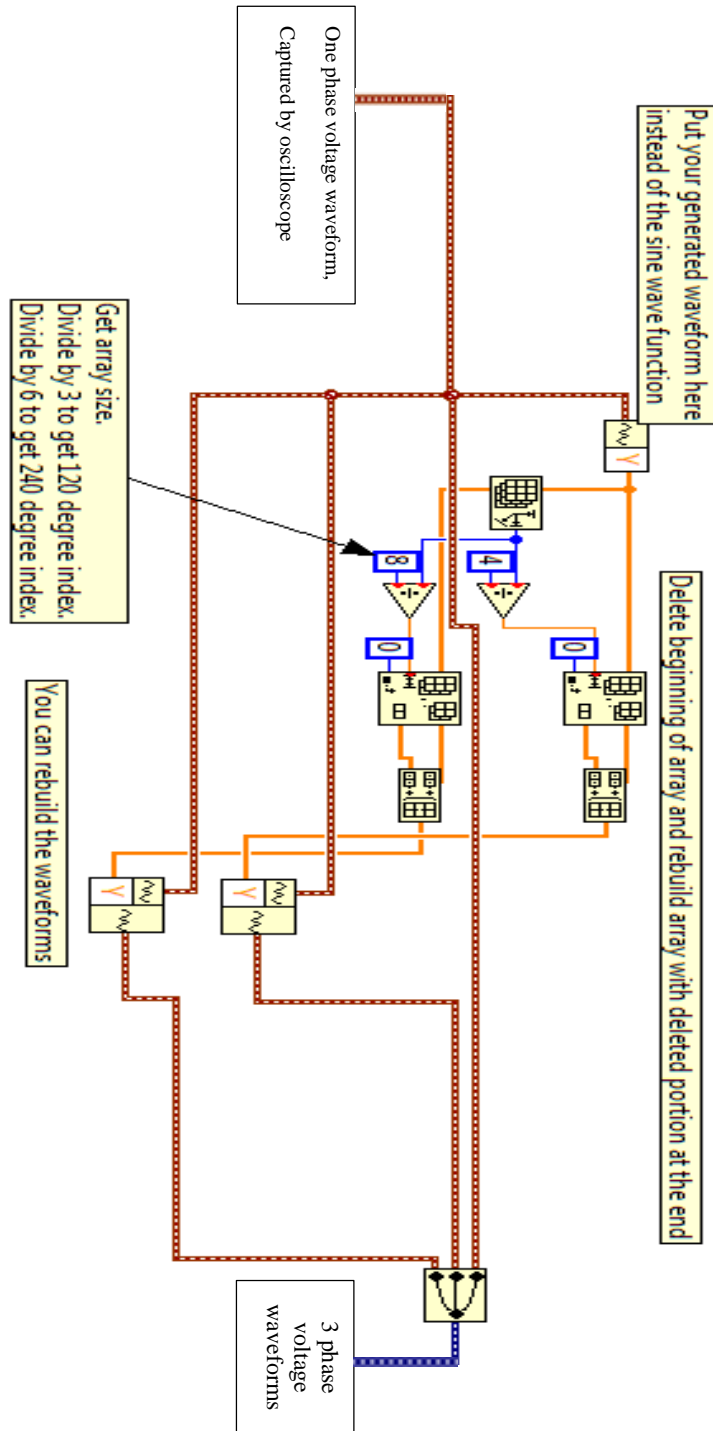 Put your generated waveform here
instead of the sine wave function
Delete beginning of array and rebuild array with deleted portion at the end
Y
4
0
8
0
One phase voltage waveform,
Captured by oscilloscope
3 phase
voltage
waveforms
Y
Y
Get array size.
Divide by 3 to get 120 degree index.
Divide by 6 to get 240 degree index.
You can rebuild the waveforms